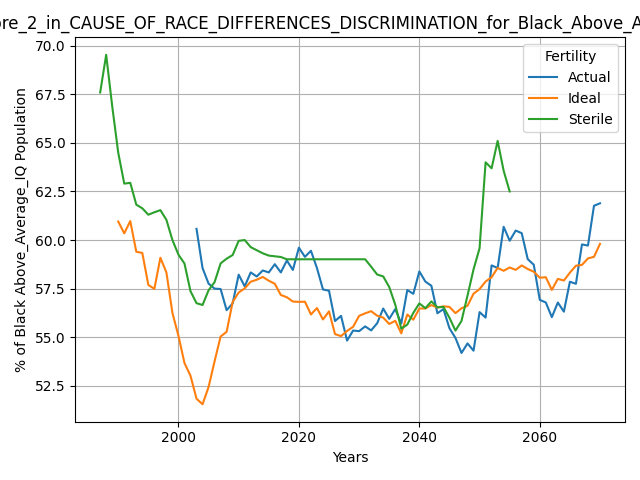 ore_2_in_CAUSE_OF_RACE_DIFFERENCES_DISCRIMINATION_for_Black_Above_A
70.0
67.5
65.0
62.5
60.0
57.5
55.0
52.5
% of Black Above_Average_IQ Population
Fertility
Actual
Ideal
Sterile
2000
2020
2040
2060
Years